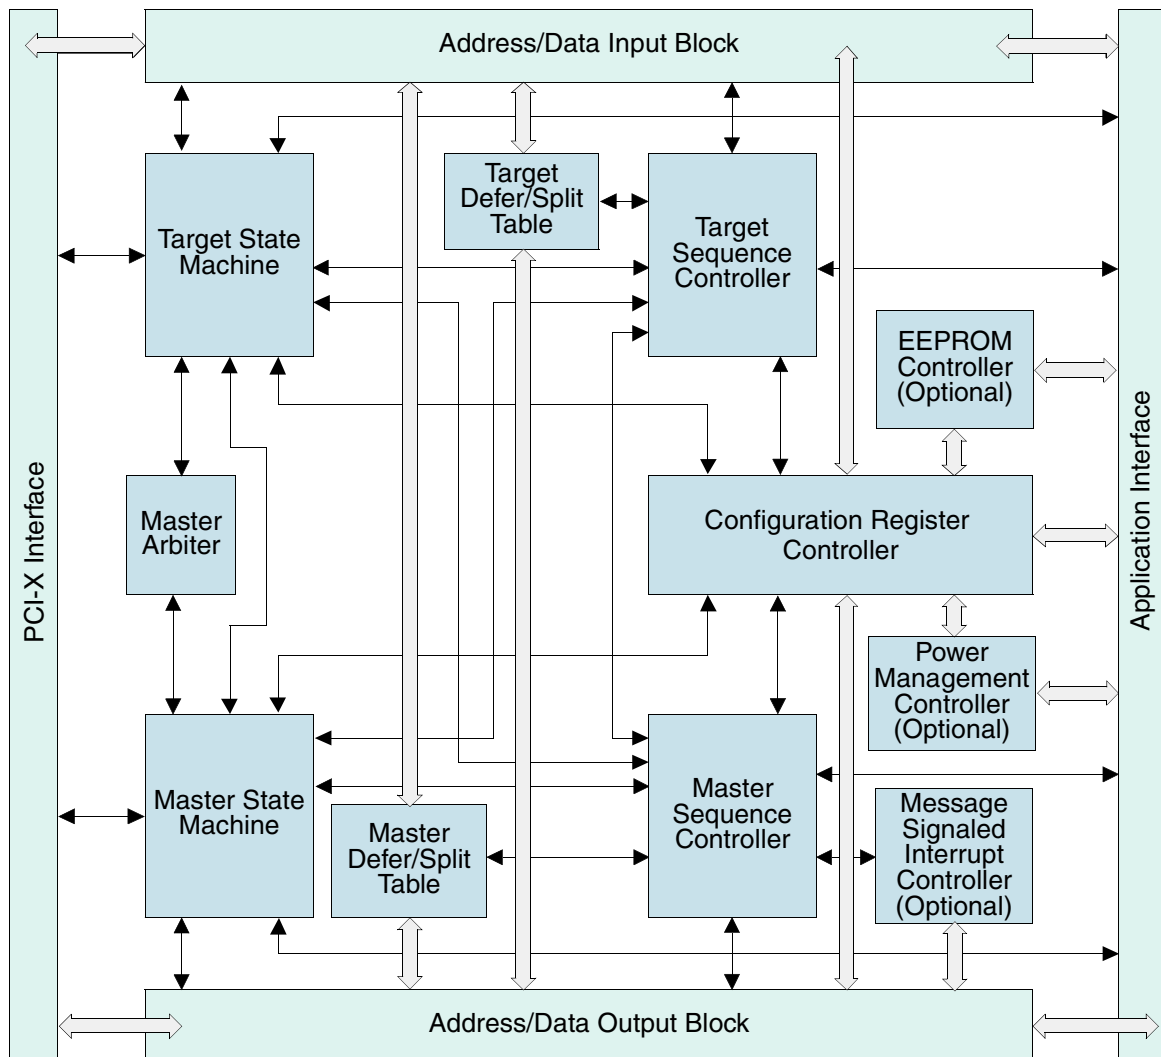 Address/Data Input Block
Target
Defer/Split
Table
Target State
Machine
Target
Sequence
Controller
EEPROM
Controller
(Optional)
PCI-X Interface
Application Interface
Master
Arbiter
Configuration Register
Controller
Power
Management
Controller
(Optional)
Master State
Machine
Master
Defer/Split
Table
Master
Sequence
Controller
Message
Signaled
Interrupt
Controller
(Optional)
Address/Data Output Block